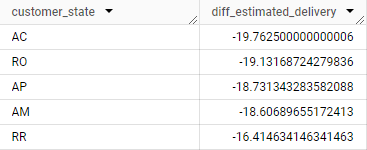 customer_state diff_estimated_delivery
AC -19.762500000000006
RO -19.13168724279836
AP -18.731343283582088
AM -18.60689655172413
RR -16.414634146341463